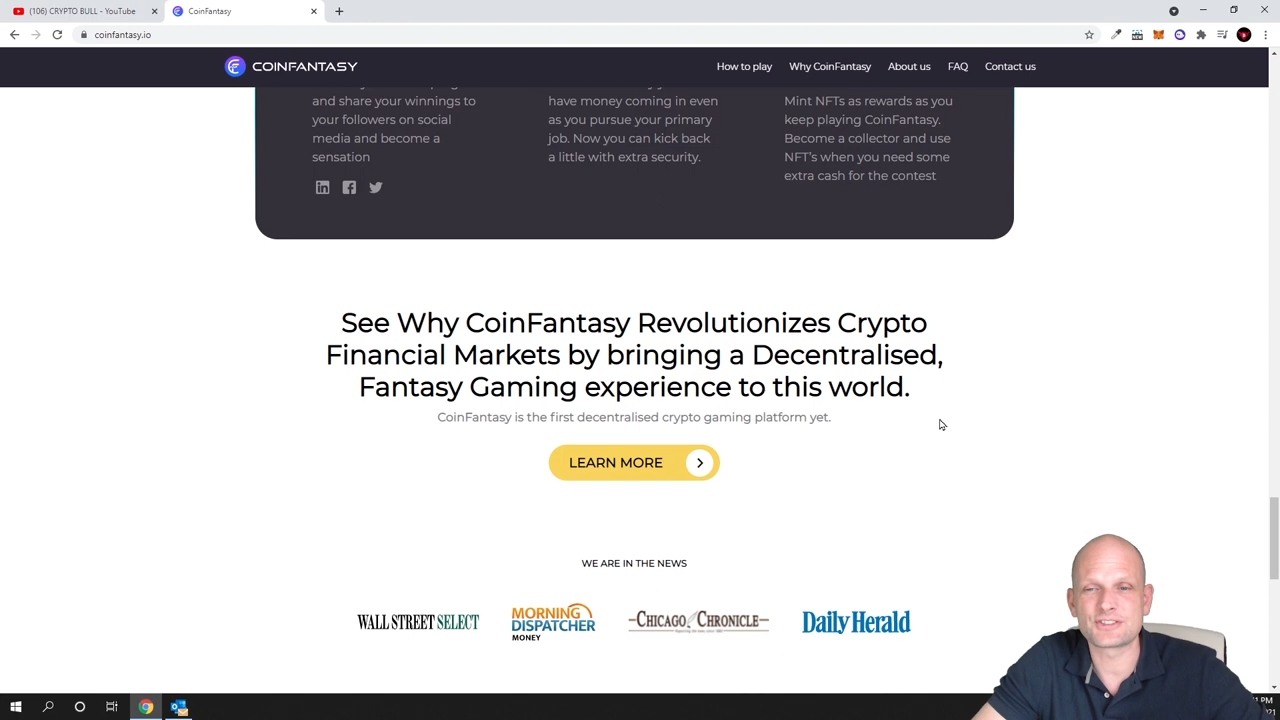 (106) CRYPTO BULL - YouTube
CoinFantasy
coinfantasy.io
COINFANTASY
How to play
Why CoinFantasy
About us
FAQ
Contact us
and share your winnings to
your followers on social
media and become a
sensation
have money coming in even
as you pursue your primary
job. Now you can kick back
a little with extra security.
Mint NFTs as rewards as you
keep playing CoinFantasy.
Become a collector and use
NFT's when you need some
extra cash for the contest
See Why CoinFantasy Revolutionizes Crypto
Financial Markets by bringing a Decentralised,
Fantasy Gaming experience to this world.
CoinFantasy is the first decentralised crypto gaming platform yet.
LEARN MORE
WE ARE IN THE NEWS
WALL STREET SELECT
MORNING
DISPATCHER
MONEY
CHICAGO CHRONICLE
Daily Herald